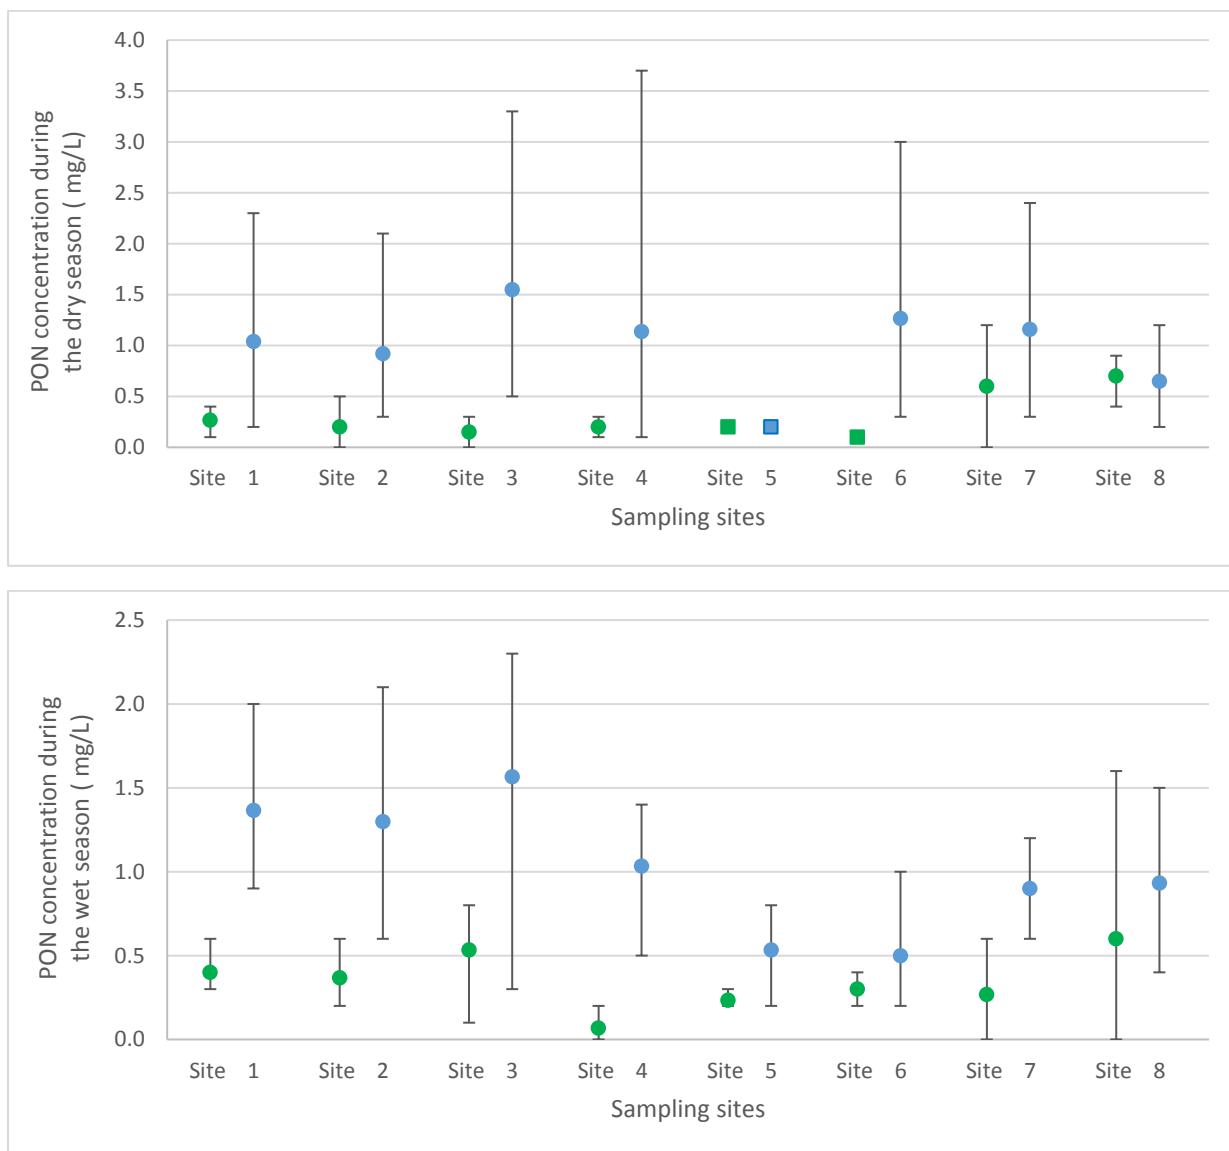 PON concentration during
the dry season ( mg/L)
4.0
3.5
3.0
2.5
2.0
1.5
1.0
0.5
0.0
Site 1 Site 2 Site 3 Site 4 Site 5 Site 6 Site 7 Site 8
Sampling sites
PON concentration during
the wet season ( mg/L)
2.5
2.0
1.5
1.0
0.5
0.0
Site 1 Site 2 Site 3 Site 4 Site 5 Site 6 Site 7 Site 8
Sampling sites